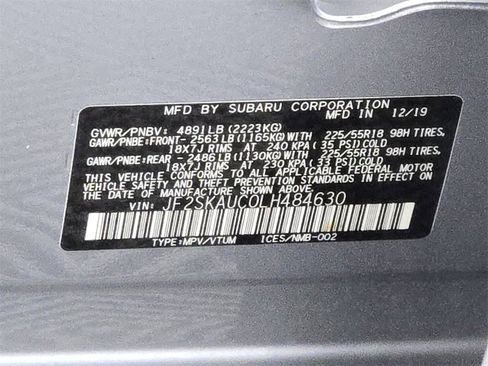 MFD BY SUBARU CORPORATION
GVWR/PNBV: 4891LB(2223KG) MFD IN 12/19
GAWR/PNBE:FRONT- 2563LB(1165KG)WITH 225/55R18 98H TIRES,
18X7J RIMS AT 240 KPA(35 PSI)COLD
GAWR/PNBE:REAR -2486LB(1130KG)WITH 225/55R18 98H TIRES,
18X7J RIMS AT 230 KPA(33 PSI)COLD
THIS VEHICLE CONFORMS TO ALL APPLICABLE FEDERAL MOTOR
VEHICLE SAFETY, BUMPER, AND THEFT PREVENTION STANDARDS IN EFFECT ON
THE DATE OF MANUFACTURE SHOWN ABOVE.
VIN: JF2SKAUC0LH484630
TYPE:MPV/VTUM ICES/NMB-002